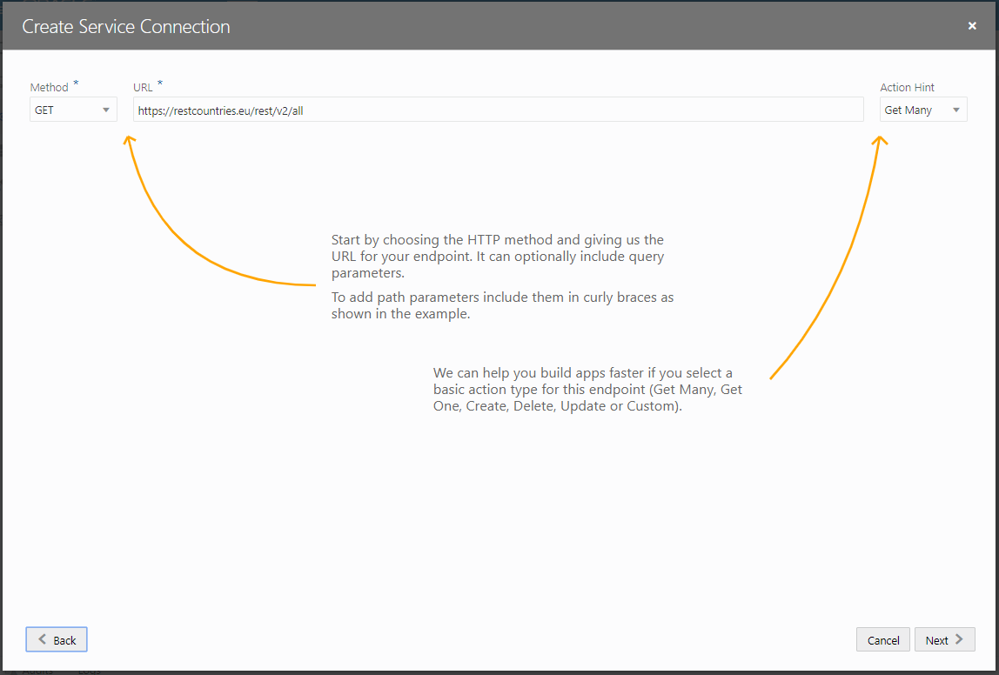 Create Service Connection
Method *
URL *
Action Hint
GET
https://restcountries.eu/rest/v2/all
Get Many
Start by choosing the HTTP method and giving us the
URL for your endpoint. It can optionally include query
parameters.
To add path parameters include them in curly braces as
shown in the example.
We can help you build apps faster if you select a
basic action type for this endpoint (Get Many, Get
One, Create, Delete, Update or Custom).
Back
Cancel
Next